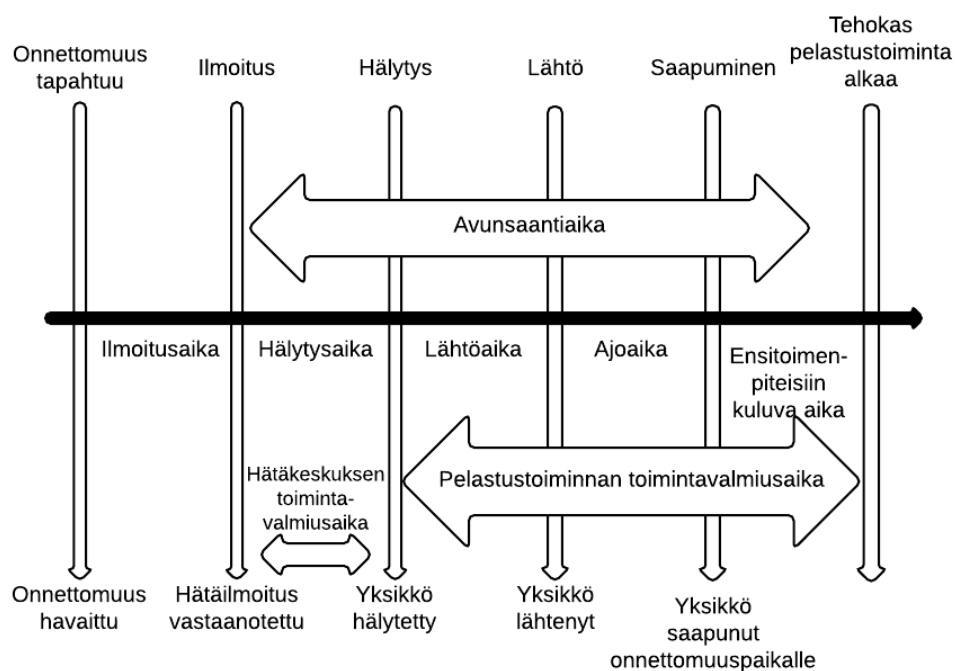 Onnettomuus
tapahtuu
Ilmoitus
Hälytys
Lähtö
Saapuminen
Tehokas
pelastustoiminta
alkaa
Avunsaantiaika
Ilmoitusaika
Hälytysaika
Lähtöaika
Ajoaika
Ensitoimen-
piteisiin
kuluva aika
Hätäkeskuksen
toiminta-
valmiusaika
Pelastustoiminnan toimintavalmiusaika
Onnettomuus
havaittu
Hätäilmoitus
vastaanotettu
Yksikkö
hälytetty
Yksikkö
lähtenyt
Yksikkö
saapunut
onnettomuuspaikalle